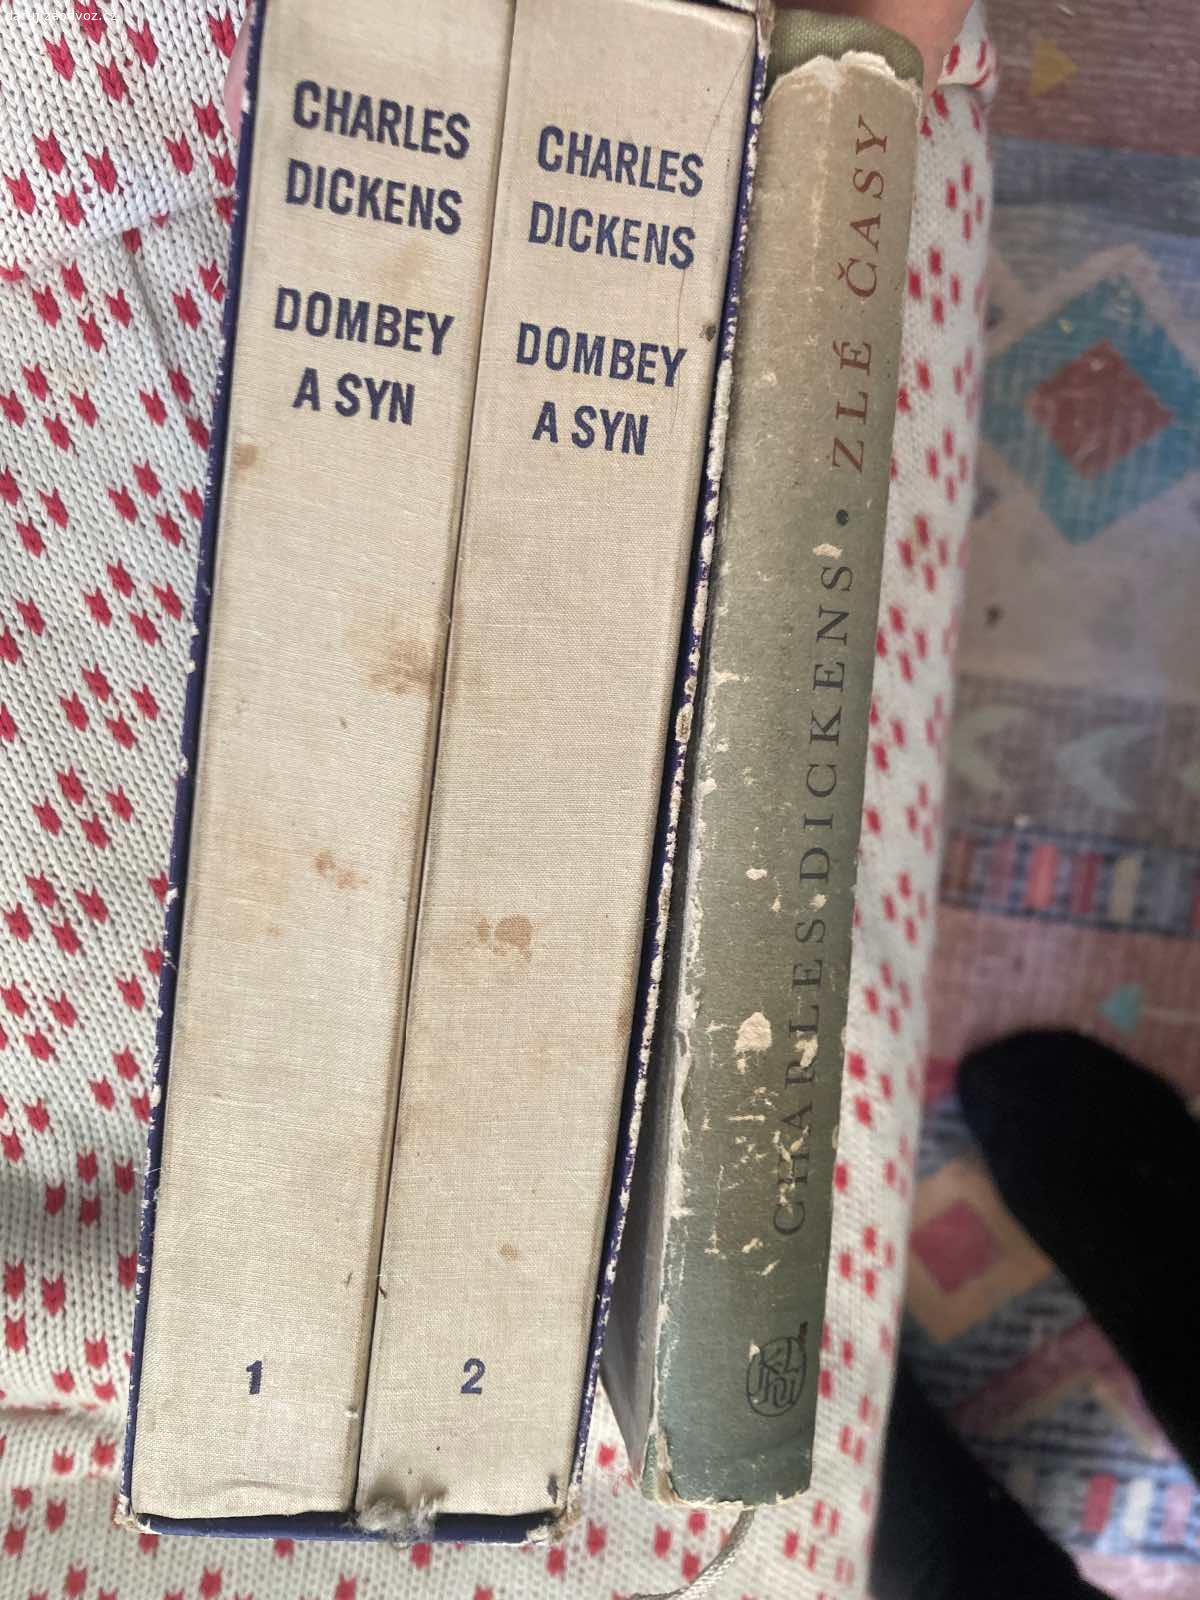 CHARLES
DICKENS
DOMBEY
A SYN
1
CHARLES
DICKENS
DOMBEY
A SYN
2
CHARLES DICKENS • ZLÉ ČASY